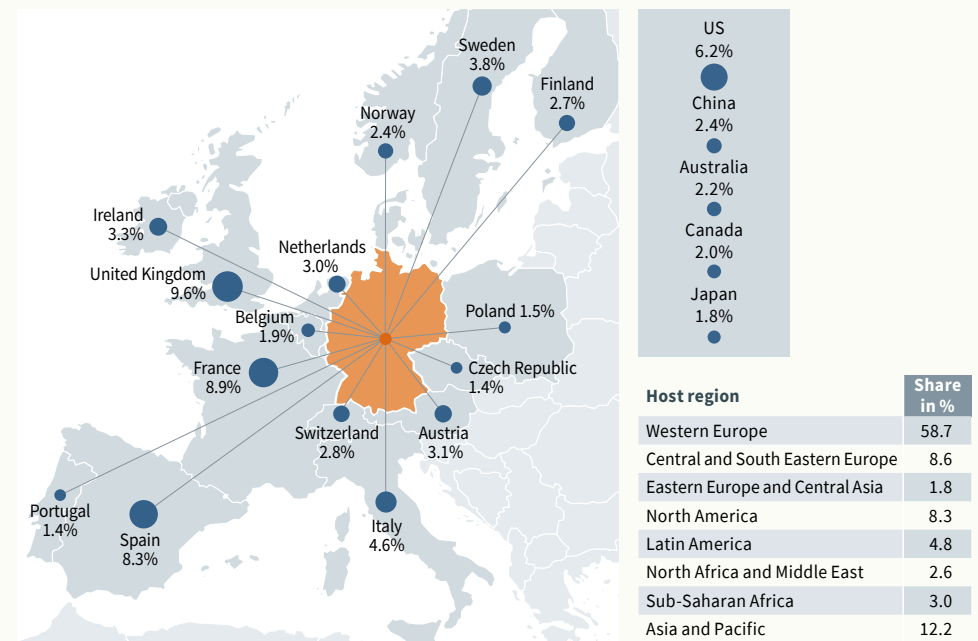 Sweden
3.8%
Finland
2.7%
Norway
2.4%
Ireland
3.3%
Netherlands
3.0%
United Kingdom
9.6%
Belgium
1.9%
Poland 1.5%
France
8.9%
Czech Republic
1.4%
Switzerland
2.8%
Austria
3.1%
Portugal
1.4%
Spain
8.3%
Italy
4.6%
US
6.2%
China
2.4%
Australia
2.2%
Canada
2.0%
Japan
1.8%
Host region Share
in %
Western Europe 58.7
Central and South Eastern Europe 8.6
Eastern Europe and Central Asia 1.8
North America 8.3
Latin America 4.8
North Africa and Middle East 2.6
Sub-Saharan Africa 3.0
Asia and Pacific 12.2